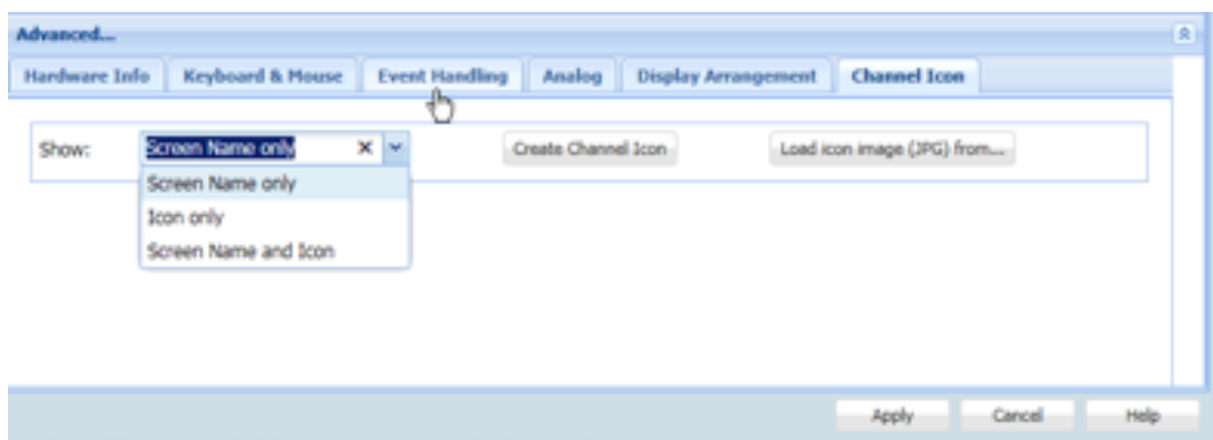 Advanced...
Hardware Info Keyboard & Mouse Event Handling Analog Display Arrangement Channel Icon
Show: Screen Name only Create Channel Icon Load icon image (JPG) from...
Screen Name only
Icon only
Screen Name and Icon
Apply Cancel Help